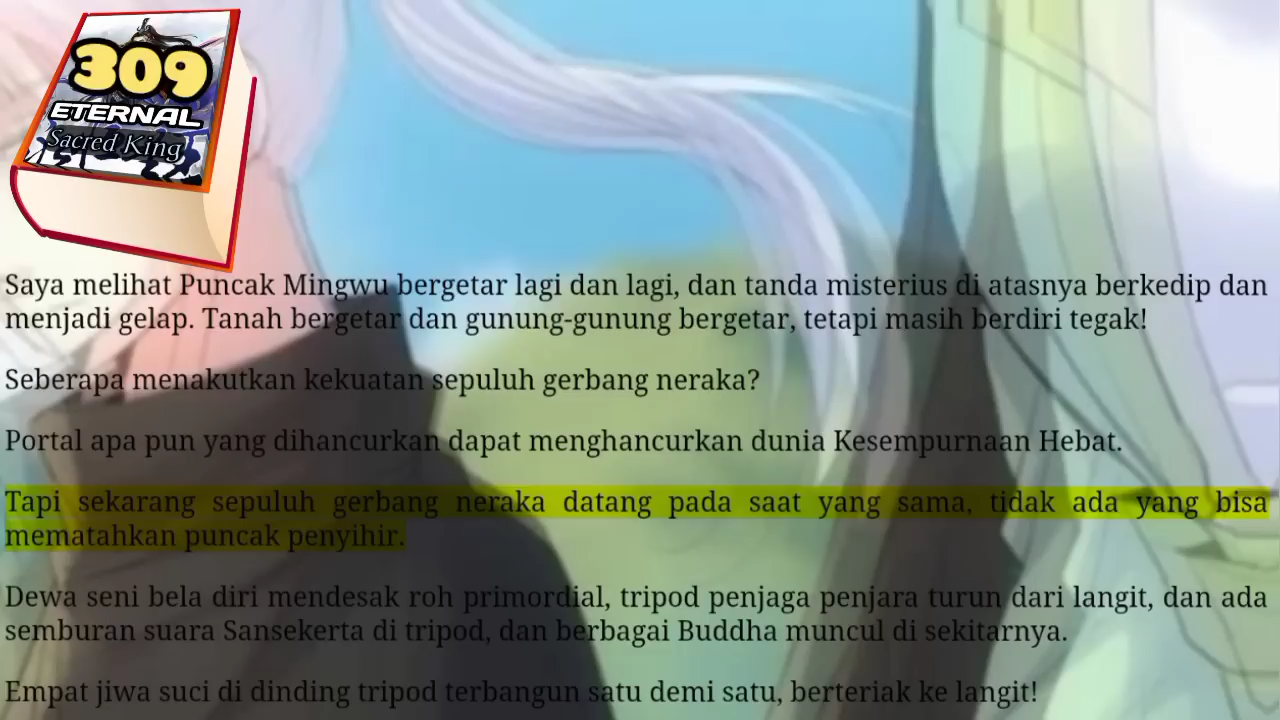 309
ETERNAL
Sacred King
Saya melihat Puncak Mingwu bergetar lagi dan lagi, dan tanda misterius di atasnya berkedip dan
menjadi gelap. Tanah bergetar dan gunung-gunung bergetar, tetapi masih berdiri tegak!
Seberapa menakutkan kekuatan sepuluh gerbang neraka?
Portal apa pun yang dihancurkan dapat menghancurkan dunia Kesempurnaan Hebat.
Tapi sekarang sepuluh gerbang neraka datang pada saat yang sama, tidak ada yang bisa
mematahkan puncak penyihir.
Dewa seni bela diri mendesak roh primordial, tripod penjaga penjara turun dari langit, dan ada
semburan suara Sansekerta di tripod, dan berbagai Buddha muncul di sekitarnya.
Empat jiwa suci di dinding tripod terbangun satu demi satu, berteriak ke langit!